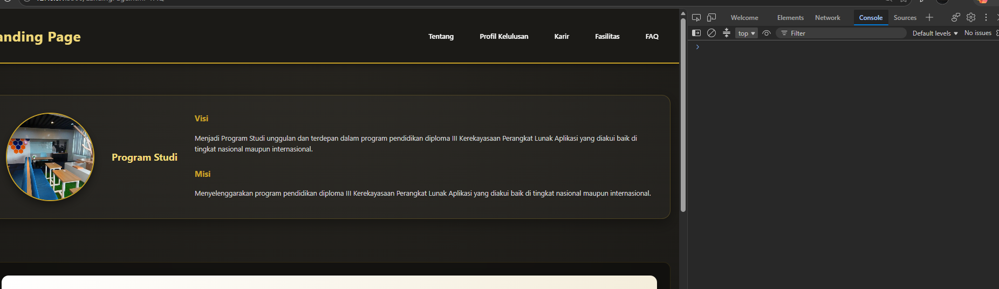 anding Page
Tentang
Profil Kelulusan
Karir
Fasilitas
FAQ
Program Studi
Visi
Menjadi Program Studi unggulan dan terdepan dalam program pendidikan diploma III Kerekayasaan Perangkat Lunak Aplikasi yang diakui baik di
tingkat nasional maupun internasional.
Misi
Menyelenggarakan program pendidikan diploma III Kerekayasaan Perangkat Lunak Aplikasi yang diakui baik di tingkat nasional maupun internasional.
Welcome
Elements
Network
Console
Sources
top
Filter
Default levels
No issues